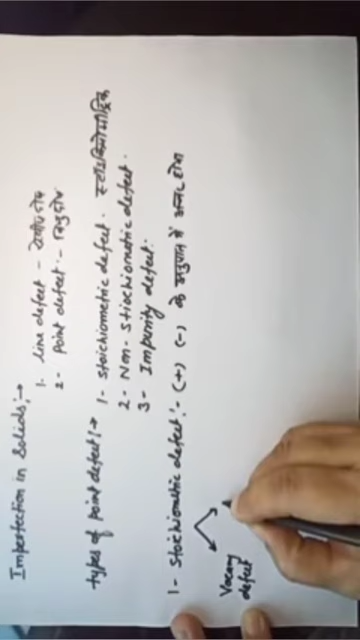 Imperfection in Solids:→
1- line defect - रेखीय दोष
2- Point defect - बिन्दु दोष
types of point defect:→ 1- Stoichiometric defect. स्टॉइकियोमीट्रिक
2- Non-Stiochiometric defect.
3- Impurity defect.
1- Stoichiometric defect:- (+) (-) के अनुपात में अन्तर होना
Vacancy
defect